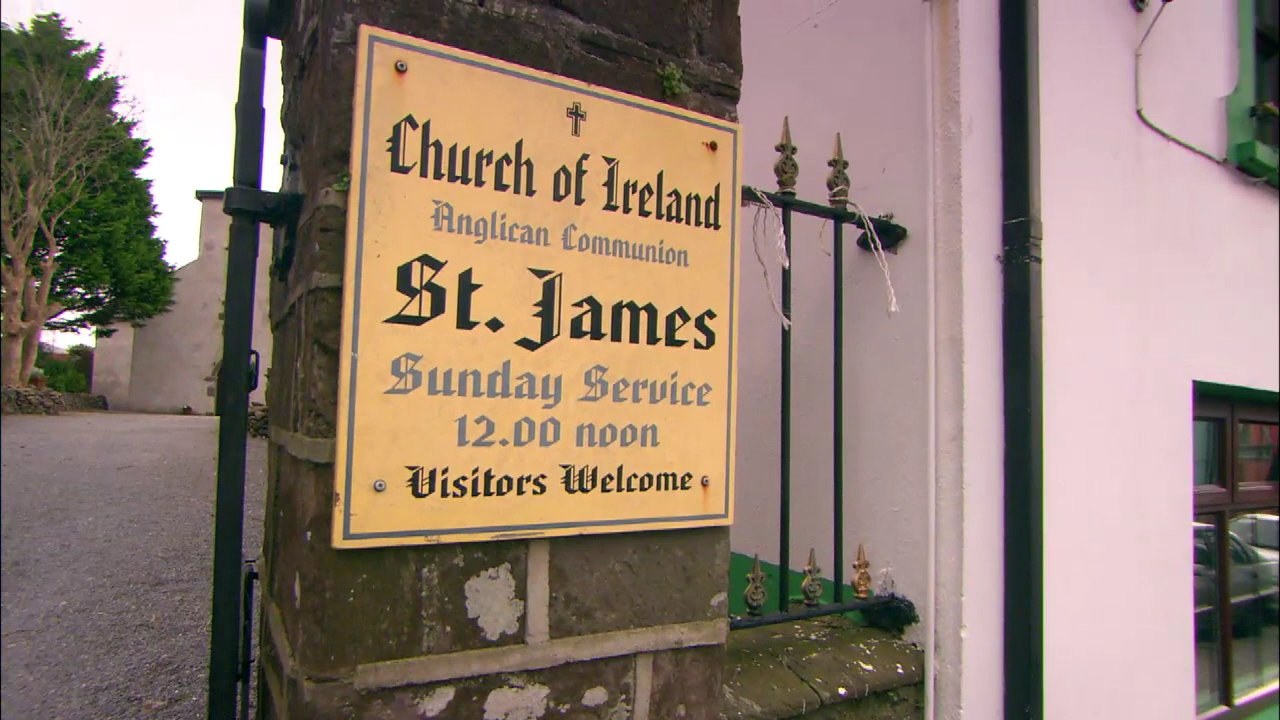 Church of Ireland
Anglican Communion
St. James
Sunday Service
12.00 noon
Visitors Welcome